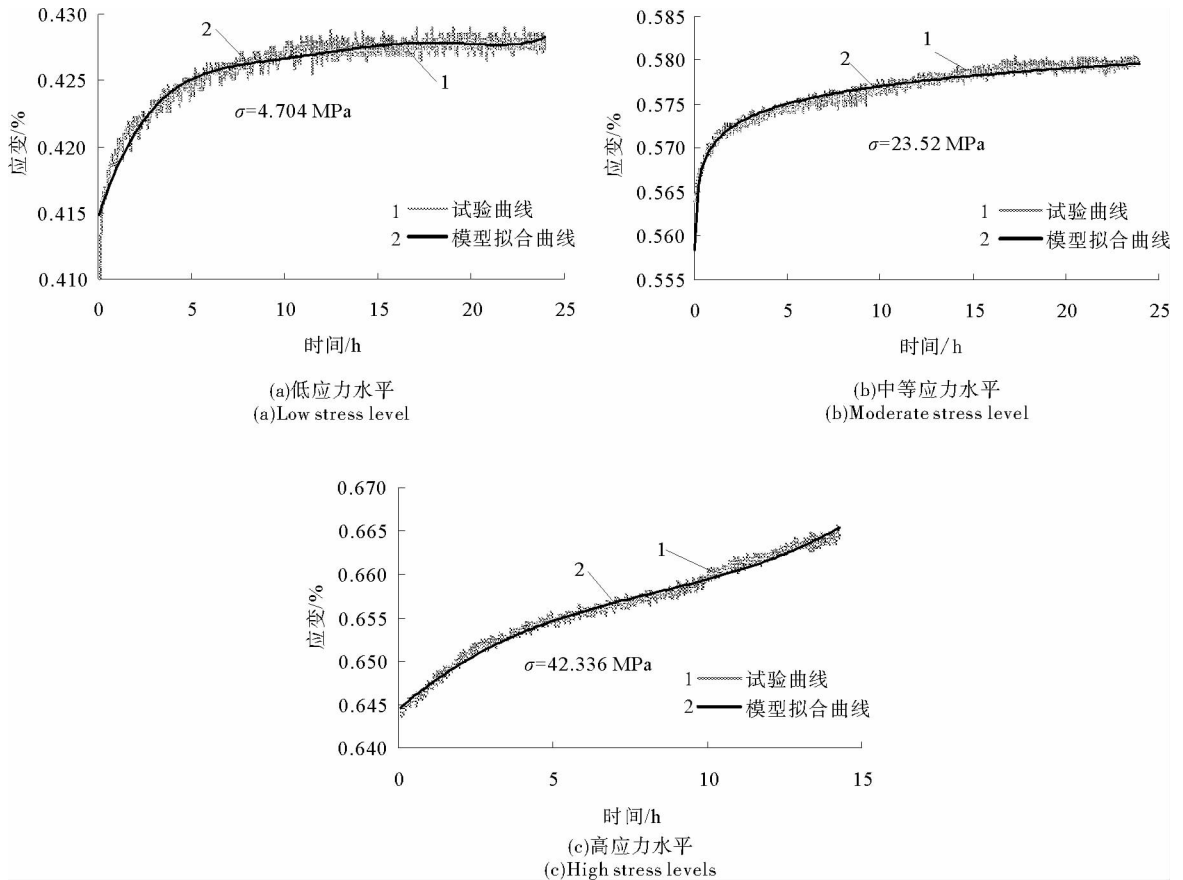 0.430
0.425
0.420
0.415
0.410
应变/%
2
1
σ=4.704 MPa
1 试验曲线
2 模型拟合曲线
0 5 10 15 20 25
时间/h
(a)低应力水平
(a)Low stress level
0.585
0.580
0.575
0.570
0.565
0.560
0.555
应变/%
1
2
σ=23.52 MPa
1 试验曲线
2 模型拟合曲线
0 5 10 15 20 25
时间/h
(b)中等应力水平
(b)Moderate stress level
0.670
0.665
0.660
0.655
0.650
0.645
0.640
应变/%
1
2
σ=42.336 MPa
1 试验曲线
2 模型拟合曲线
0 5 10 15
时间/h
(c)高应力水平
(c)High stress levels